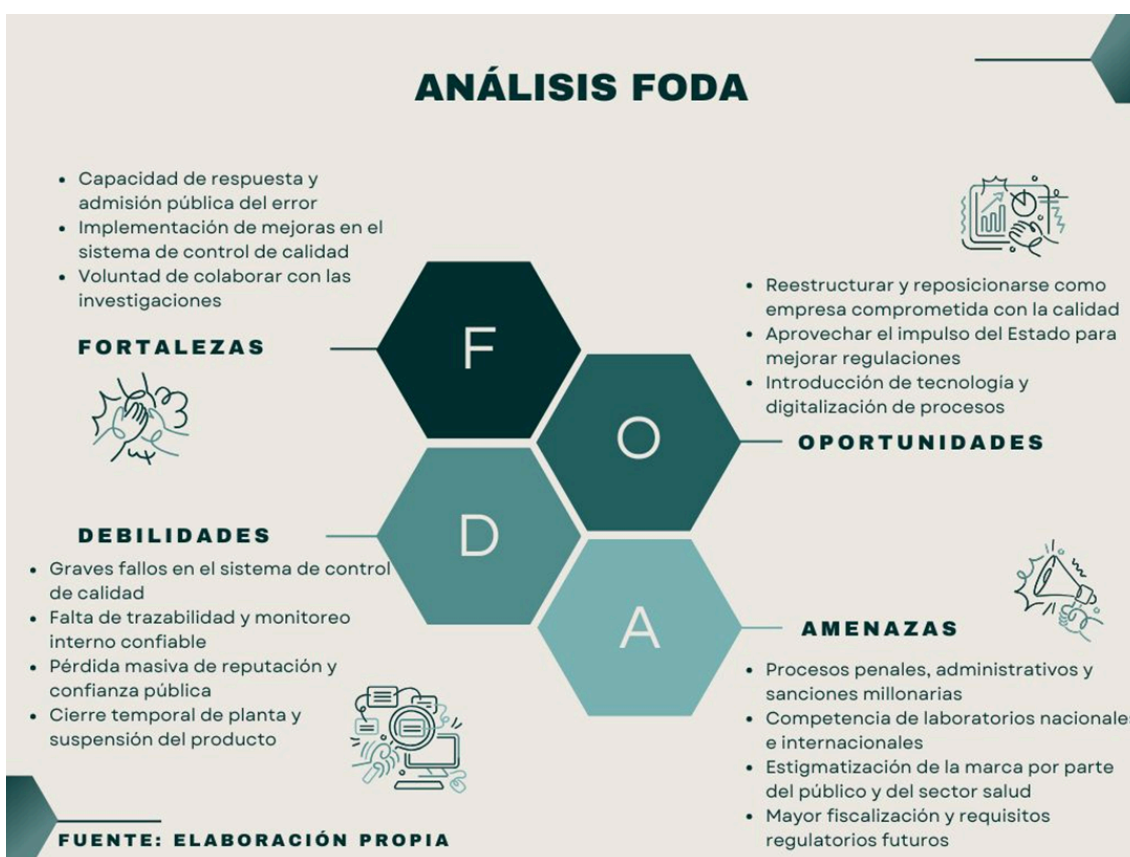 ANÁLISIS FODA
• Capacidad de respuesta y
admisión pública del error
• Implementación de mejoras en el
sistema de control de calidad
• Voluntad de colaborar con las
investigaciones
FORTALEZAS
F
• Reestructurar y reposicionarse como
empresa comprometida con la calidad
• Aprovechar el impulso del Estado para
mejorar regulaciones
• Introducción de tecnología y
digitalización de procesos
O
OPORTUNIDADES
DEBILIDADES
D
• Graves fallos en el sistema de control
de calidad
• Falta de trazabilidad y monitoreo
interno confiable
• Pérdida masiva de reputación y
confianza pública
• Cierre temporal de planta y
suspensión del producto
A
AMENAZAS
• Procesos penales, administrativos y
sanciones millonarias
• Competencia de laboratorios nacionale
e internacionales
• Estigmatización de la marca por parte
del público y del sector salud
• Mayor fiscalización y requisitos
regulatorios futuros
FUENTE: ELABORACIÓN PROPIA